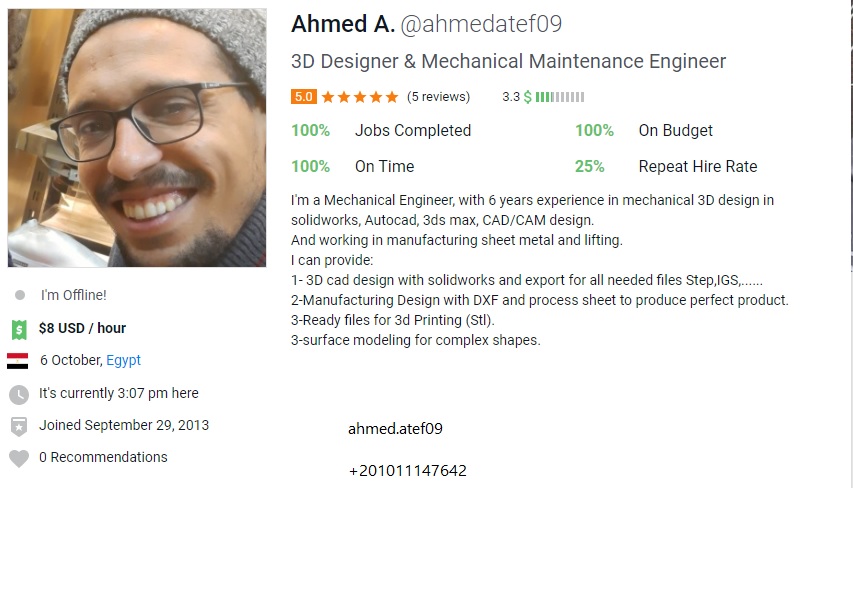 Ahmed A. @ahmedatef09
3D Designer & Mechanical Maintenance Engineer
5.0 (5 reviews) 3.3 $
100% Jobs Completed 100% On Budget
100% On Time 25% Repeat Hire Rate
I'm a Mechanical Engineer, with 6 years experience in mechanical 3D design in
solidworks, Autocad, 3ds max, CAD/CAM design.
And working in manufacturing sheet metal and lifting.
I can provide:
1- 3D cad design with solidworks and export for all needed files Step,IGS,......
2-Manufacturing Design with DXF and process sheet to produce perfect product.
3-Ready files for 3d Printing (Stl).
3-surface modeling for complex shapes.
I'm Offline!
$ $8 USD / hour
6 October, Egypt
It's currently 3:07 pm here
Joined September 29, 2013
0 Recommendations
ahmed.atef09
+201011147642